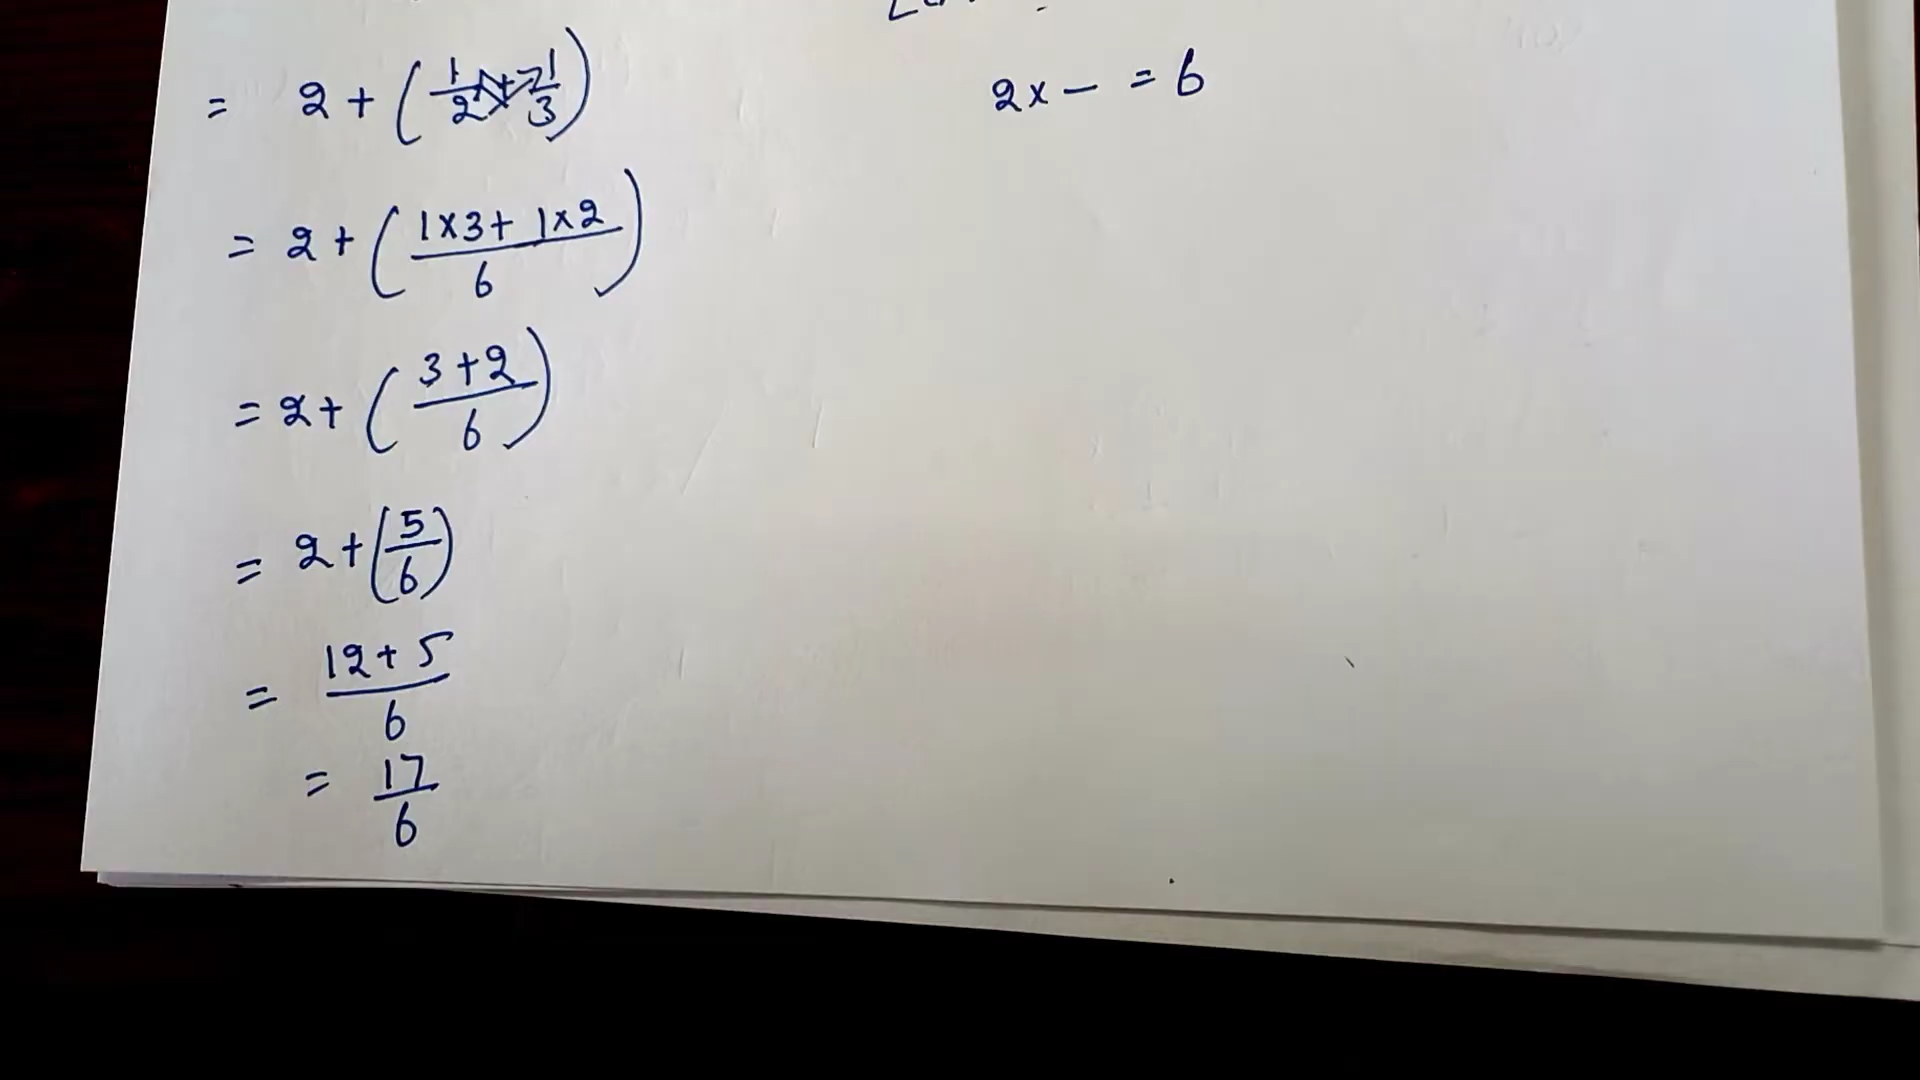 = 2 + (1/2 + 1/3)
= 2 + (1×3 + 1×2 / 6)
= 2 + (3+2 / 6)
= 2 + (5/6)
= 12 + 5 / 6
= 17/6
2× — = 6